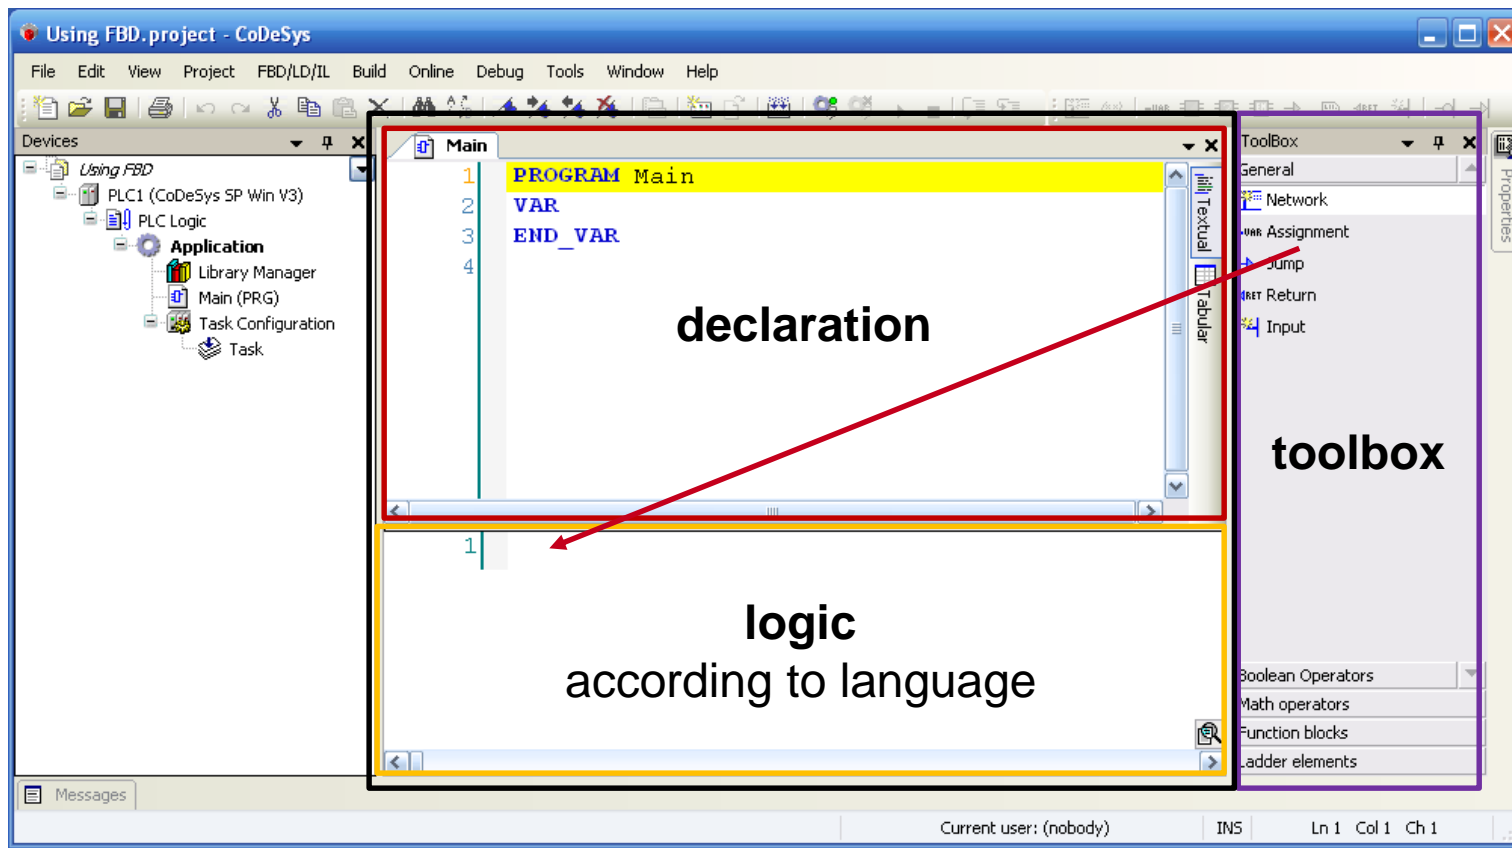 Using FBD.project - CoDeSys
File Edit View Project FBD/LD/IL Build Online Debug Tools Window Help
Devices
Using FBD
PLC1 (CoDeSys SP Win V3)
PLC Logic
Application
Library Manager
Main (PRG)
Task Configuration
Task
Main
1 PROGRAM Main
2 VAR
3 END_VAR
4
declaration
Textual
Tabular
1
logic
according to language
ToolBox
General
Network
VAR Assignment
Jump
RET Return
Input
toolbox
Boolean Operators
Math operators
Function blocks
Ladder elements
Properties
Messages
Current user: (nobody) INS Ln 1 Col 1 Ch 1